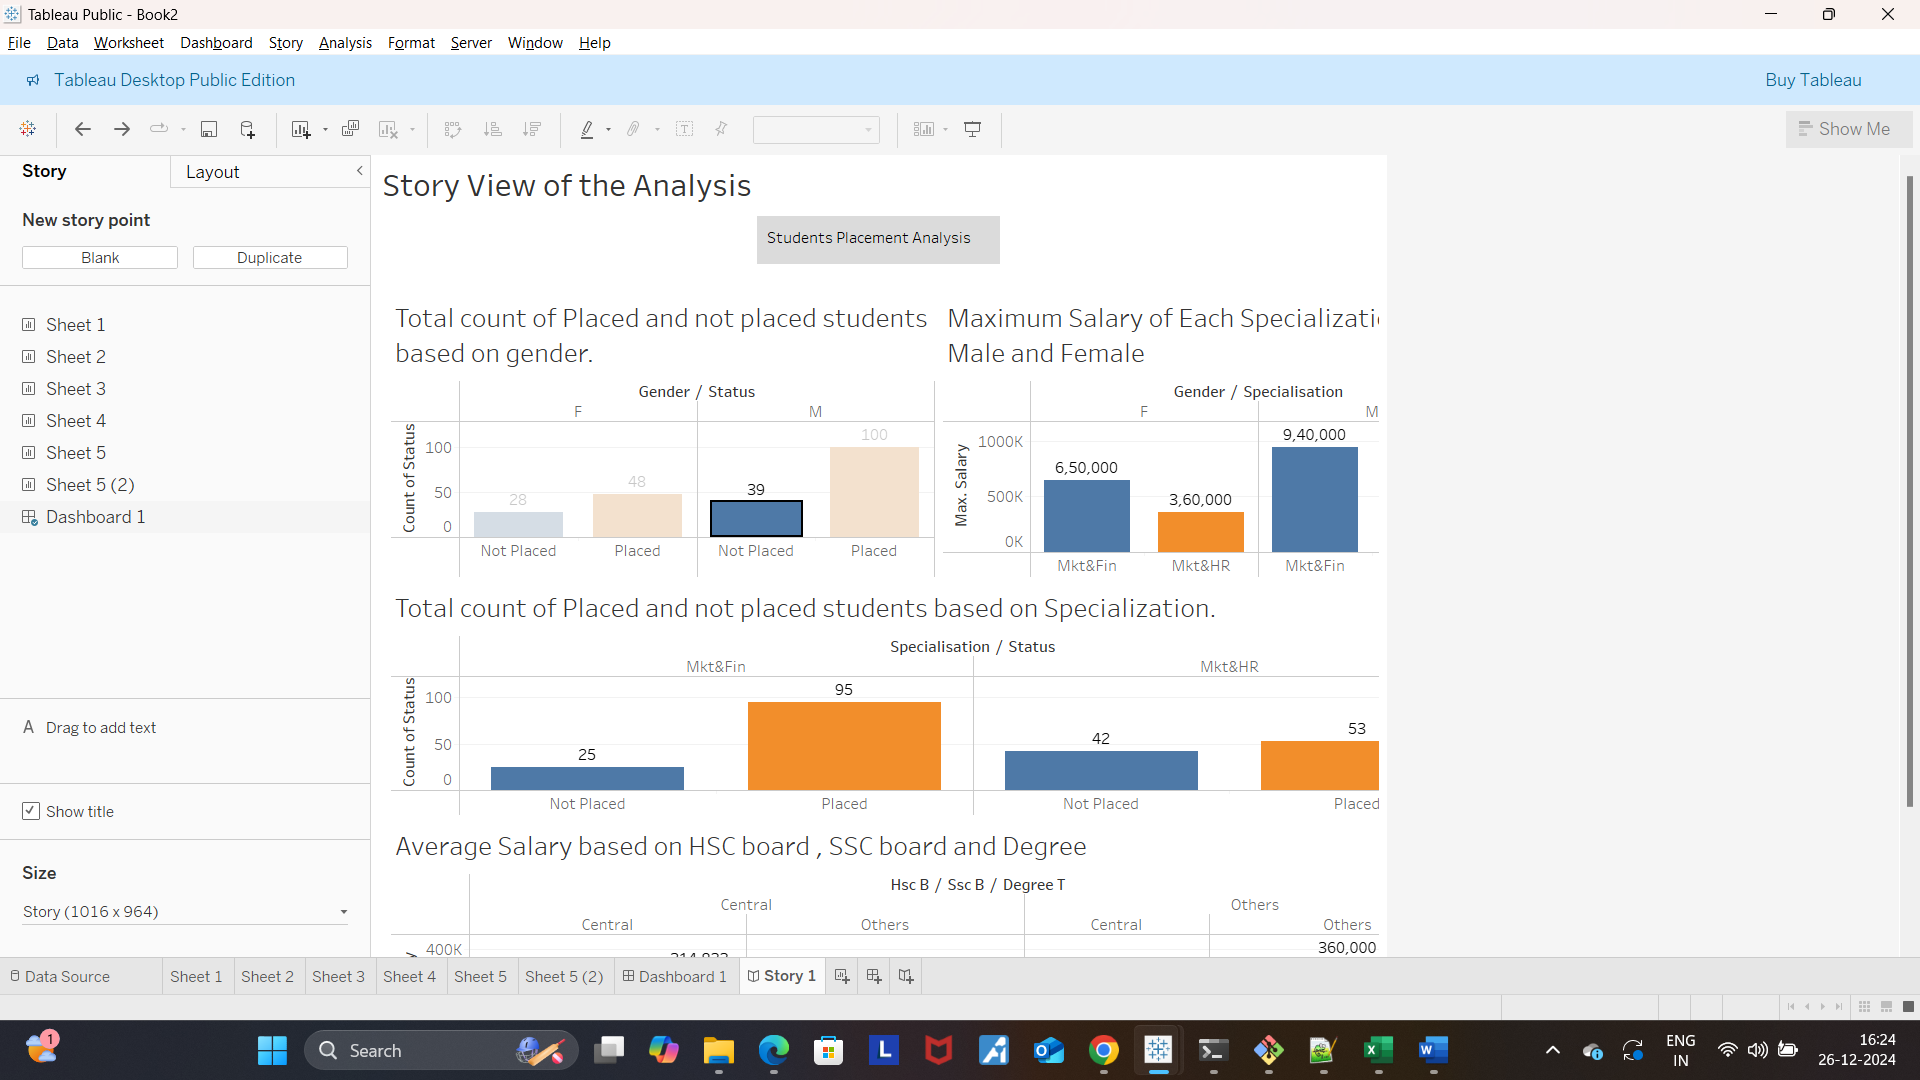 Tableau Public - Book2
File Data Worksheet Dashboard Story Analysis Format Server Window Help
Tableau Desktop Public Edition
Buy Tableau
Show Me
Story
Layout
New story point
Blank
Duplicate
Sheet 1
Sheet 2
Sheet 3
Sheet 4
Sheet 5
Sheet 5 (2)
Dashboard 1
A Drag to add text
Show title
Size
Story (1016 x 964)
Story View of the Analysis
Students Placement Analysis
Total count of Placed and not placed students
based on gender.
Gender / Status
F M
Count of Status
100
50
0
28
48
39
100
Not Placed Placed Not Placed Placed
Maximum Salary of Each
Male and Female
Gender / Specialisation
F M
Max. Salary
1000K
500K
0K
6,50,000
3,60,000
9,40,000
Mkt&Fin Mkt&HR Mkt&Fin
Total count of Placed and not placed students based on Specialization.
Specialisation / Status
Mkt&Fin Mkt&HR
Count of Status
100
50
0
25
95
42
53
Not Placed Placed Not Placed Placed
Average Salary based on HSC board , SSC board and Degree
Hsc B / Ssc B / Degree T
Central Others
Central Others Central Others
400K
360,000
Data Source Sheet 1 Sheet 2 Sheet 3 Sheet 4 Sheet 5 Sheet 5 (2) Dashboard 1 Story 1
1
Search
L
ENG
IN
16:24
26-12-2024